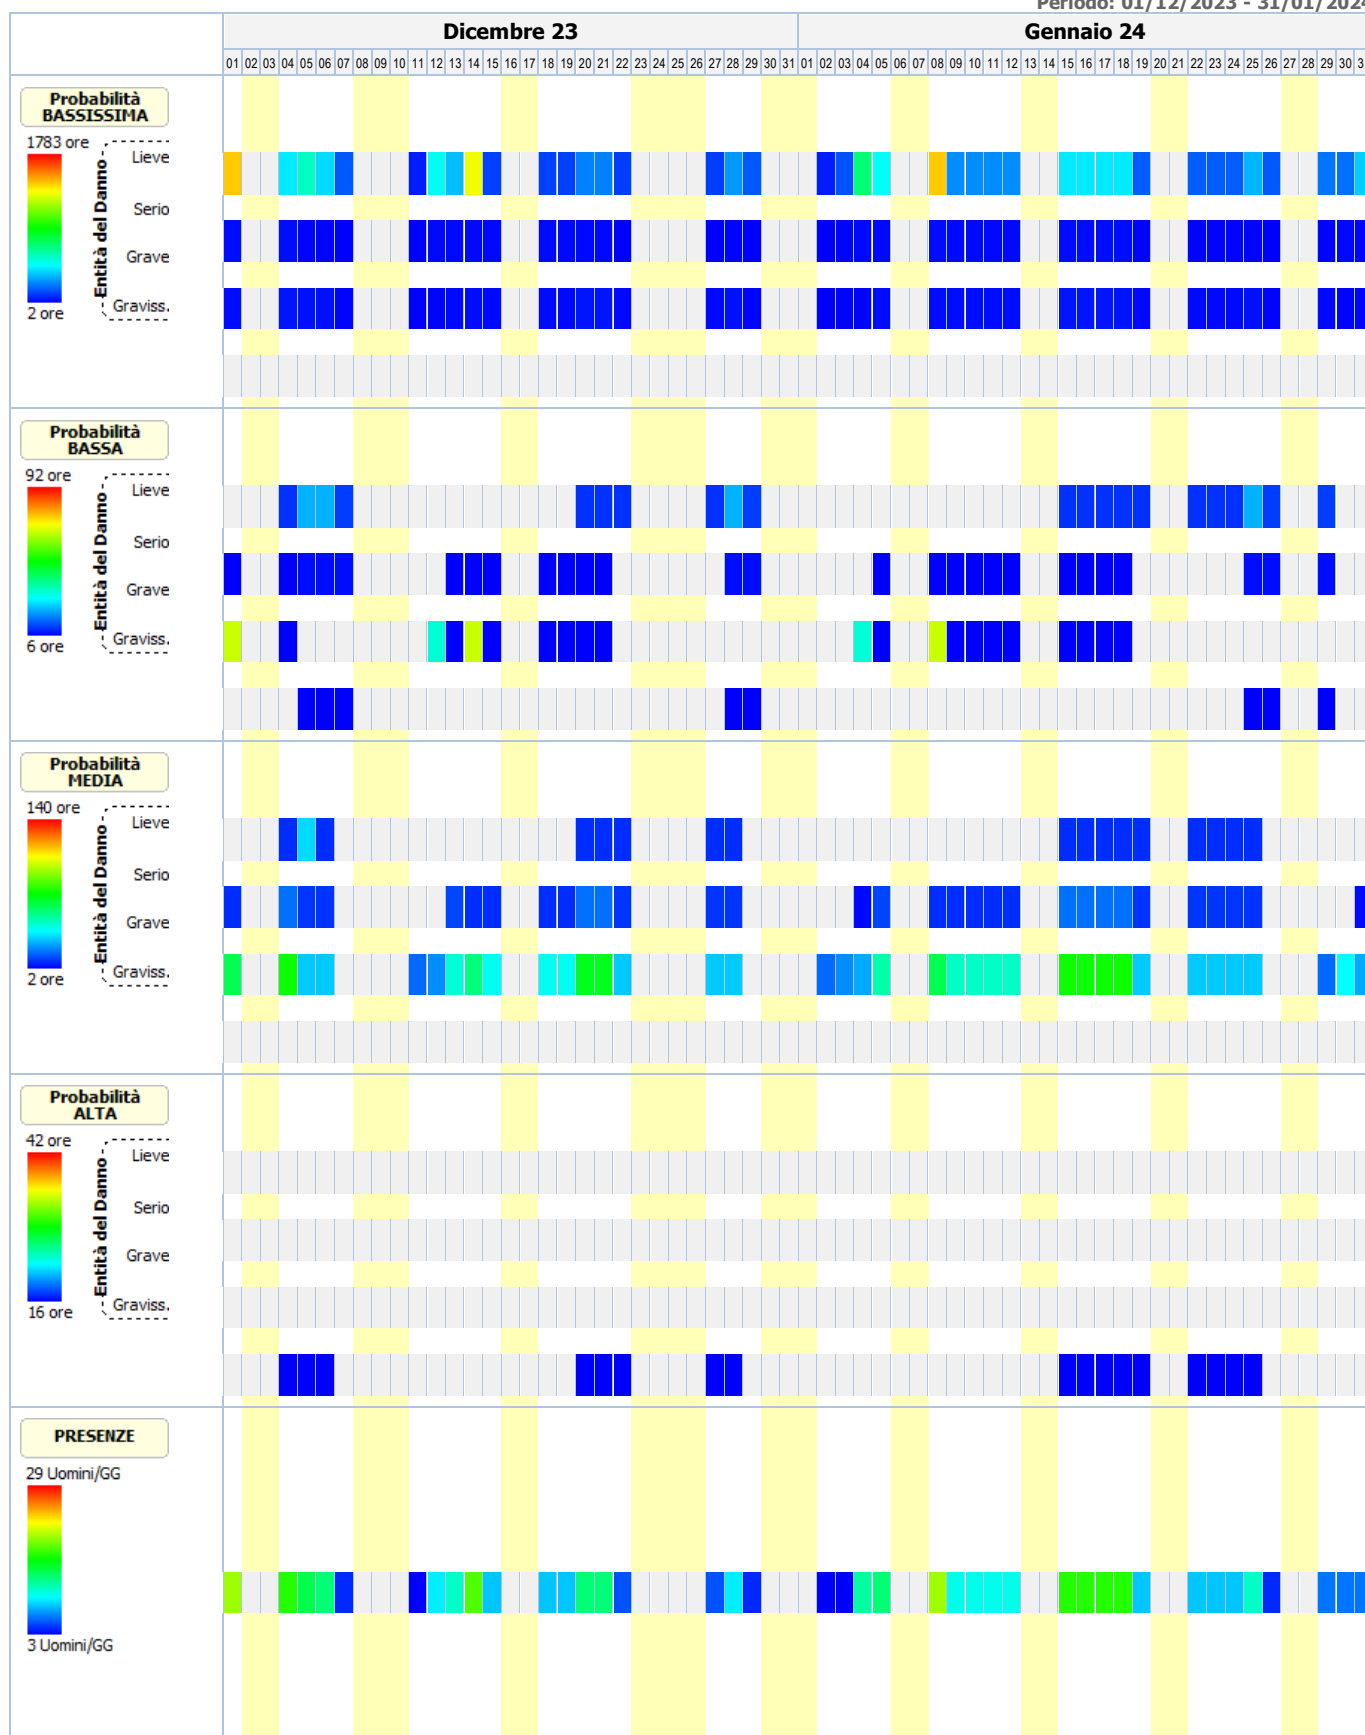 Periodo: 01/12/2023 - 31/01/2024
Dicembre 23 Gennaio 24
01 02 03 04 05 06 07 08 09 10 11 12 13 14 15 16 17 18 19 20 21 22 23 24 25 26 27 28 29 30 31 01 02 03 04 05 06 07 08 09 10 11 12 13 14 15 16 17 18 19 20 21 22 23 24 25 26 27 28 29 30 3
Probabilità
BASSISSIMA
1783 ore
Lieve
Serio
Entità del Danno
Grave
Graviss.
2 ore
Probabilità
BASSA
92 ore
Lieve
Serio
Entità del Danno
Grave
Graviss.
6 ore
Probabilità
MEDIA
140 ore
Lieve
Serio
Entità del Danno
Grave
Graviss.
2 ore
Probabilità
ALTA
42 ore
Lieve
Serio
Entità del Danno
Grave
Graviss.
16 ore
PRESENZE
29 Uomini/GG
3 Uomini/GG